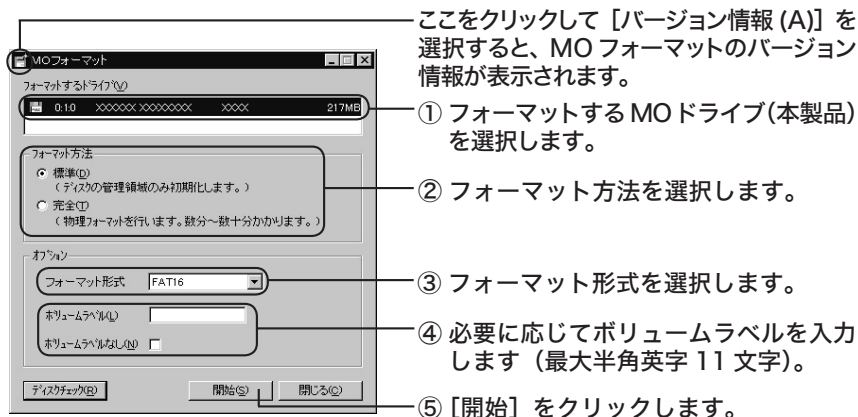 ここをクリックして［バージョン情報(A)］を
選択すると、MOフォーマットのバージョン
情報が表示されます。
MOフォーマット
フォーマットするドライブ(V)
0:1:0 XXXXXX XXXXXXXX XXXX 217MB
① フォーマットするMOドライブ（本製品）
を選択します。
フォーマット方法
標準(D)
（ディスクの管理領域のみ初期化します。）
完全(T)
（物理フォーマットを行います。数分～数十分かかります。）
② フォーマット方法を選択します。
オプション
フォーマット形式 FAT16
③ フォーマット形式を選択します。
ボリュームラベル(L)
ボリュームラベルなし(N)
④ 必要に応じてボリュームラベルを入力
します（最大半角英字 11 文字）。
ディスクチェック(R) 開始(S) 閉じる(C)
⑤［開始］をクリックします。